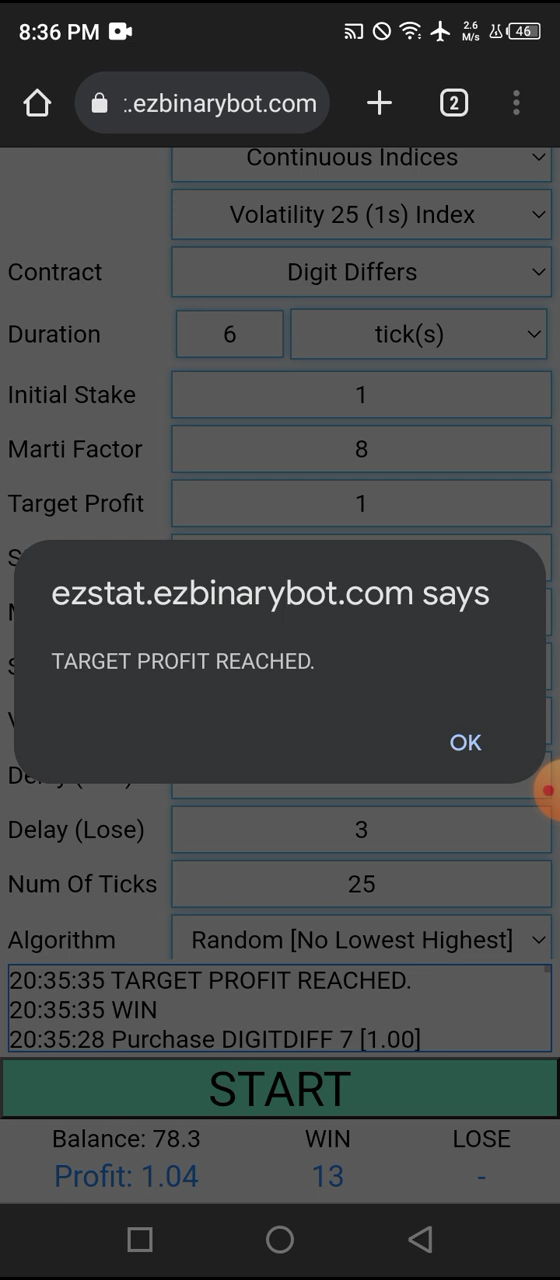 8:36 PM 2.6 M/s 46
:.ezbinarybot.com 2
Continuous Indices
Volatility 25 (1s) Index
Contract Digit Differs
Duration 6 tick(s)
Initial Stake 1
Marti Factor 8
Target Profit 1
ezstat.ezbinarybot.com says
TARGET PROFIT REACHED.
OK
Delay (Lose) 3
Num Of Ticks 25
Algorithm Random [No Lowest Highest]
20:35:35 TARGET PROFIT REACHED.
20:35:35 WIN
20:35:28 Purchase DIGITDIFF 7 [1.00]
START
Balance: 78.3 WIN LOSE
Profit: 1.04 13 -